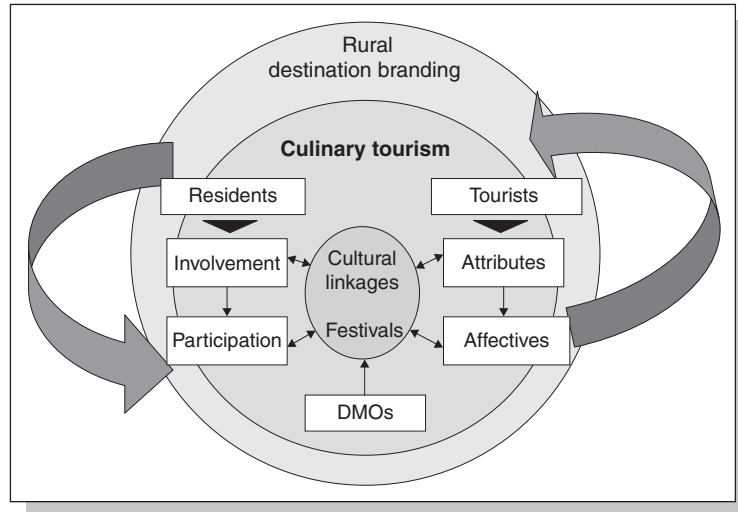 Rural
destination branding
Culinary tourism
Residents
Tourists
Involvement
Cultural
linkages
Attributes
Participation
Festivals
Affectives
DMOs